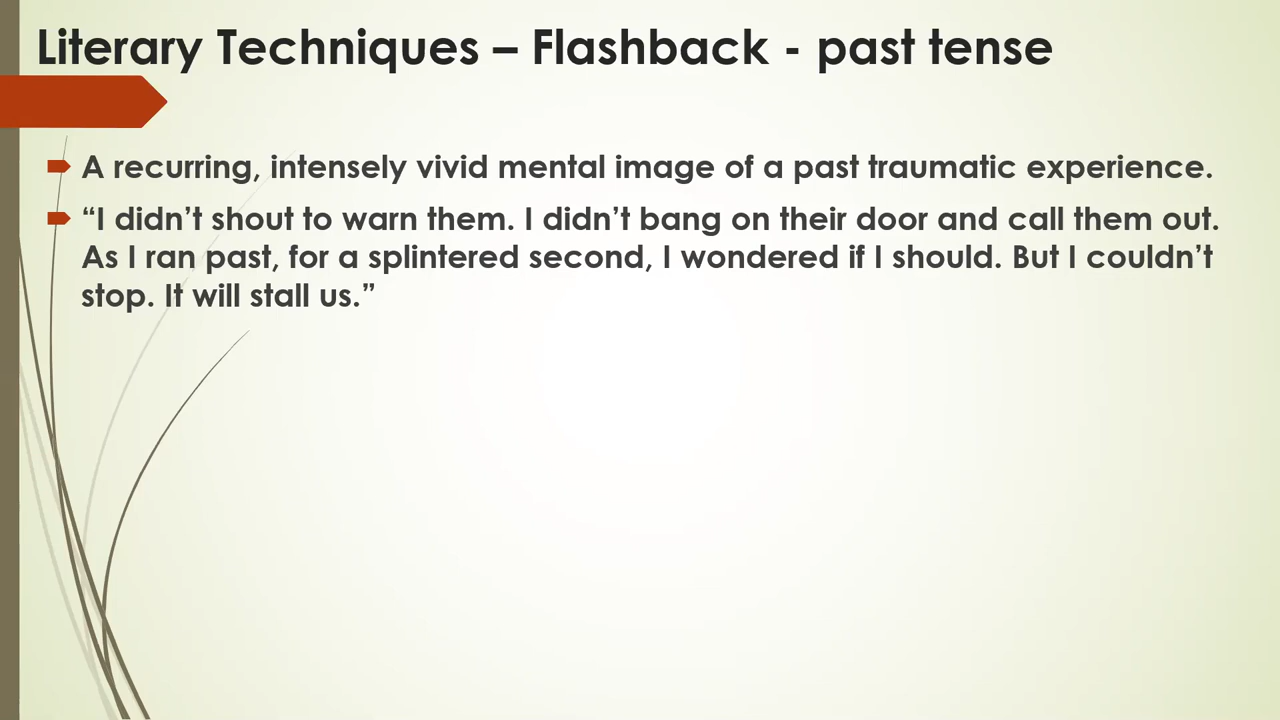 Literary Techniques – Flashback - past tense
A recurring, intensely vivid mental image of a past traumatic experience.
“I didn’t shout to warn them. I didn’t bang on their door and call them out.
As I ran past, for a splintered second, I wondered if I should. But I couldn’t
stop. It will stall us.”